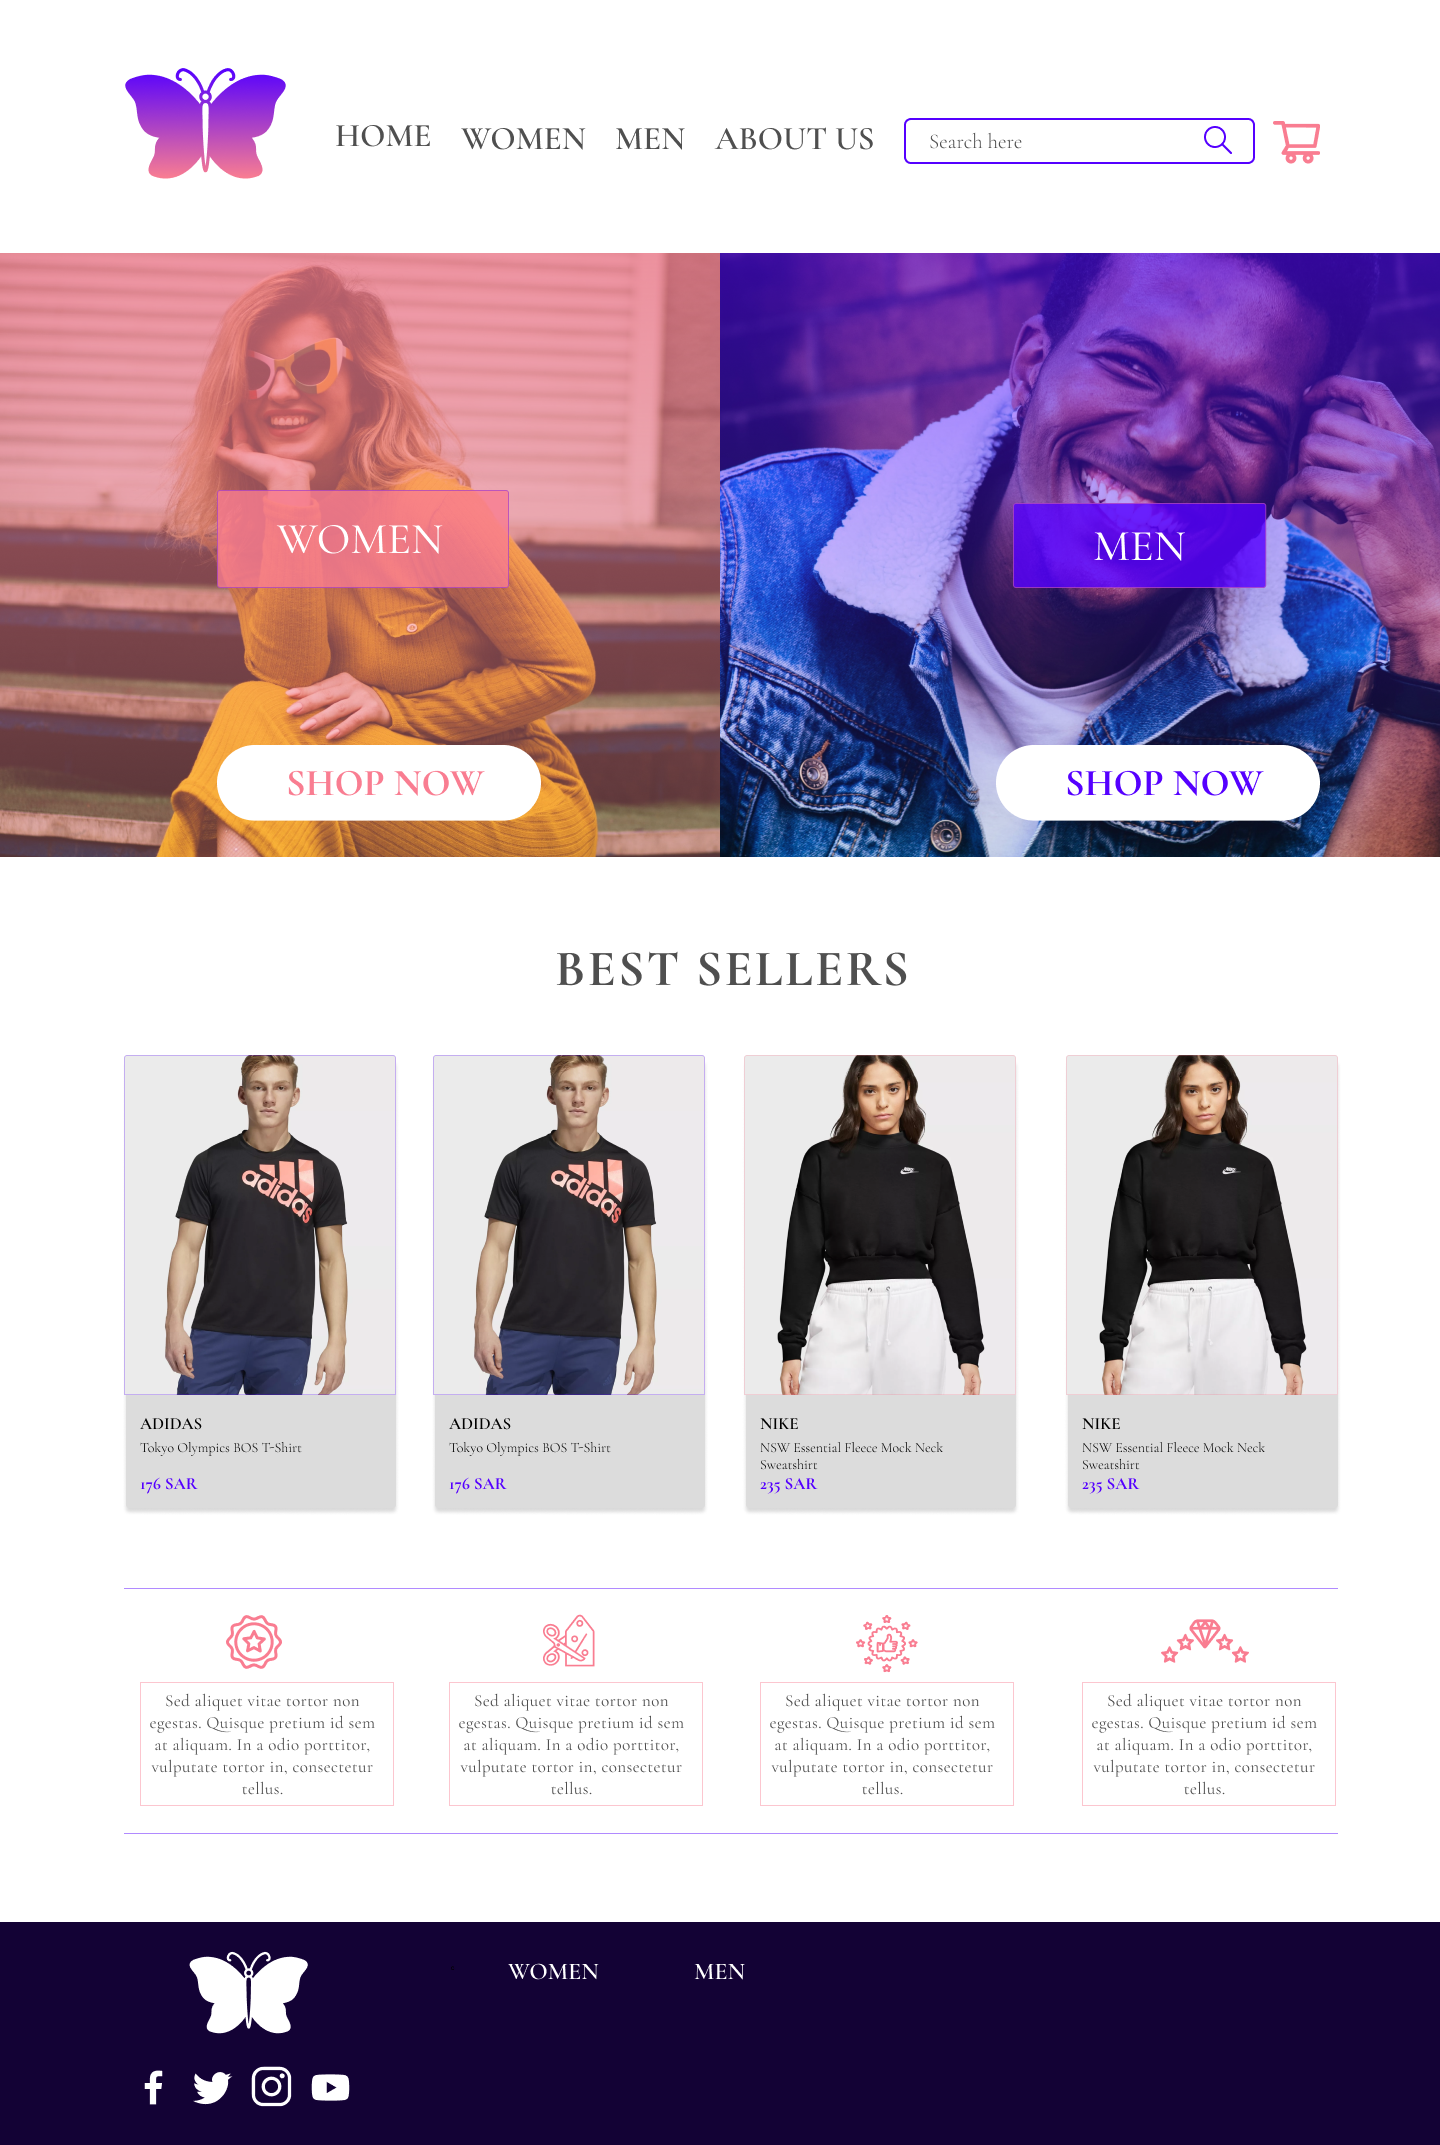 HOME WOMEN MEN ABOUT US Search here
WOMEN
MEN
SHOP NOW
SHOP NOW
BEST SELLERS
adidas
adidas
NIKE
NIKE
ADIDAS
Tokyo Olympics BOS T-Shirt
176 SAR
ADIDAS
Tokyo Olympics BOS T-Shirt
176 SAR
NIKE
NSW Essential Fleece Mock Neck
Sweatshirt
235 SAR
NIKE
NSW Essential Fleece Mock Neck
Sweatshirt
235 SAR
Sed aliquet vitae tortor non
egestas. Quisque pretium id sem
at aliquam. In a odio porttitor,
vulputate tortor in, consectetur
tellus.
Sed aliquet vitae tortor non
egestas. Quisque pretium id sem
at aliquam. In a odio porttitor,
vulputate tortor in, consectetur
tellus.
Sed aliquet vitae tortor non
egestas. Quisque pretium id sem
at aliquam. In a odio porttitor,
vulputate tortor in, consectetur
tellus.
Sed aliquet vitae tortor non
egestas. Quisque pretium id sem
at aliquam. In a odio porttitor,
vulputate tortor in, consectetur
tellus.
WOMEN MEN